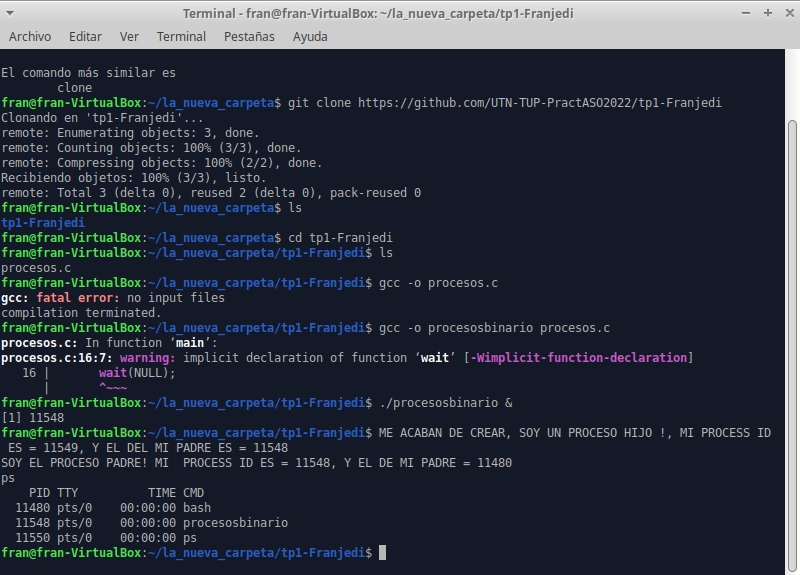 Terminal - fran@fran-VirtualBox: ~/la_nueva_carpeta/tp1-Franjedi
Archivo Editar Ver Terminal Pestañas Ayuda
El comando más similar es
        clone
fran@fran-VirtualBox:~/la_nueva_carpeta$ git clone https://github.com/UTN-TUP-PractASO2022/tp1-Franjedi
Clonando en 'tp1-Franjedi'...
remote: Enumerating objects: 3, done.
remote: Counting objects: 100% (3/3), done.
remote: Compressing objects: 100% (2/2), done.
Recibiendo objetos: 100% (3/3), listo.
remote: Total 3 (delta 0), reused 2 (delta 0), pack-reused 0
fran@fran-VirtualBox:~/la_nueva_carpeta$ ls
tp1-Franjedi
fran@fran-VirtualBox:~/la_nueva_carpeta$ cd tp1-Franjedi
fran@fran-VirtualBox:~/la_nueva_carpeta/tp1-Franjedi$ ls
procesos.c
fran@fran-VirtualBox:~/la_nueva_carpeta/tp1-Franjedi$ gcc -o procesos.c
gcc: fatal error: no input files
compilation terminated.
fran@fran-VirtualBox:~/la_nueva_carpeta/tp1-Franjedi$ gcc -o procesosbinario procesos.c
procesos.c: In function ‘main’:
procesos.c:16:7: warning: implicit declaration of function ‘wait’ [-Wimplicit-function-declaration]
   16 |       wait(NULL);
      |       ^~~~
fran@fran-VirtualBox:~/la_nueva_carpeta/tp1-Franjedi$ ./procesosbinario &
[1] 11548
fran@fran-VirtualBox:~/la_nueva_carpeta/tp1-Franjedi$ ME ACABAN DE CREAR, SOY UN PROCESO HIJO !, MI PROCESS ID
 ES = 11549, Y EL DEL MI PADRE ES = 11548
SOY EL PROCESO PADRE! MI  PROCESS ID ES = 11548, Y EL DE MI PADRE = 11480
ps
    PID TTY          TIME CMD
  11480 pts/0    00:00:00 bash
  11548 pts/0    00:00:00 procesosbinario
  11550 pts/0    00:00:00 ps
fran@fran-VirtualBox:~/la_nueva_carpeta/tp1-Franjedi$